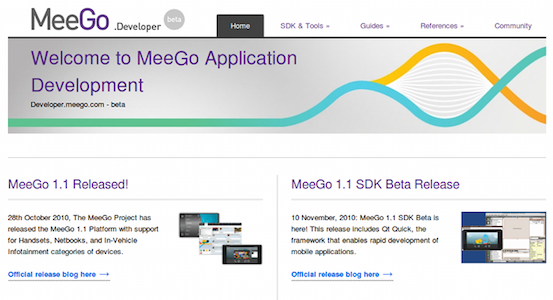 MeeGo .Developer beta
Home SDK & Tools » Guides » References » Community
Welcome to MeeGo Application
Development
Developer.meego.com - beta
MeeGo 1.1 Released!
28th October 2010, The MeeGo Project has
released the MeeGo 1.1 Platform with support
for Handsets, Netbooks, and In-Vehicle
Infotainment categories of devices.
Official release blog here →
MeeGo 1.1 SDK Beta Release
10 November, 2010: MeeGo 1.1 SDK Beta is
here! This release includes Qt Quick, the
framework that enables rapid development of
mobile applications.
Official release blog here →